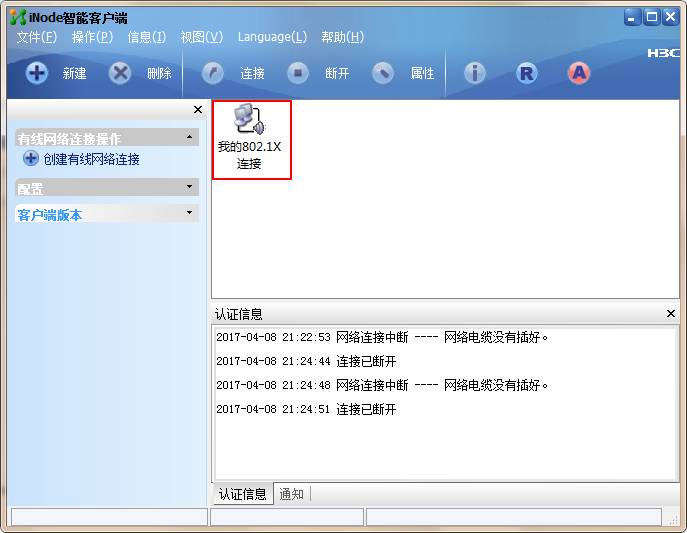 iNode智能客户端
文件(F) 操作(P) 信息(I) 视图(V) Language(L) 帮助(H)
H3C
新建 删除 连接 断开 属性 i R A
有线网络连接操作
创建有线网络连接
配置
客户端版本
我的802.1X
连接
认证信息
2017-04-08 21:22:53 网络连接中断 ---- 网络电缆没有插好。
2017-04-08 21:24:44 连接已断开
2017-04-08 21:24:48 网络连接中断 ---- 网络电缆没有插好。
2017-04-08 21:24:51 连接已断开
认证信息 通知